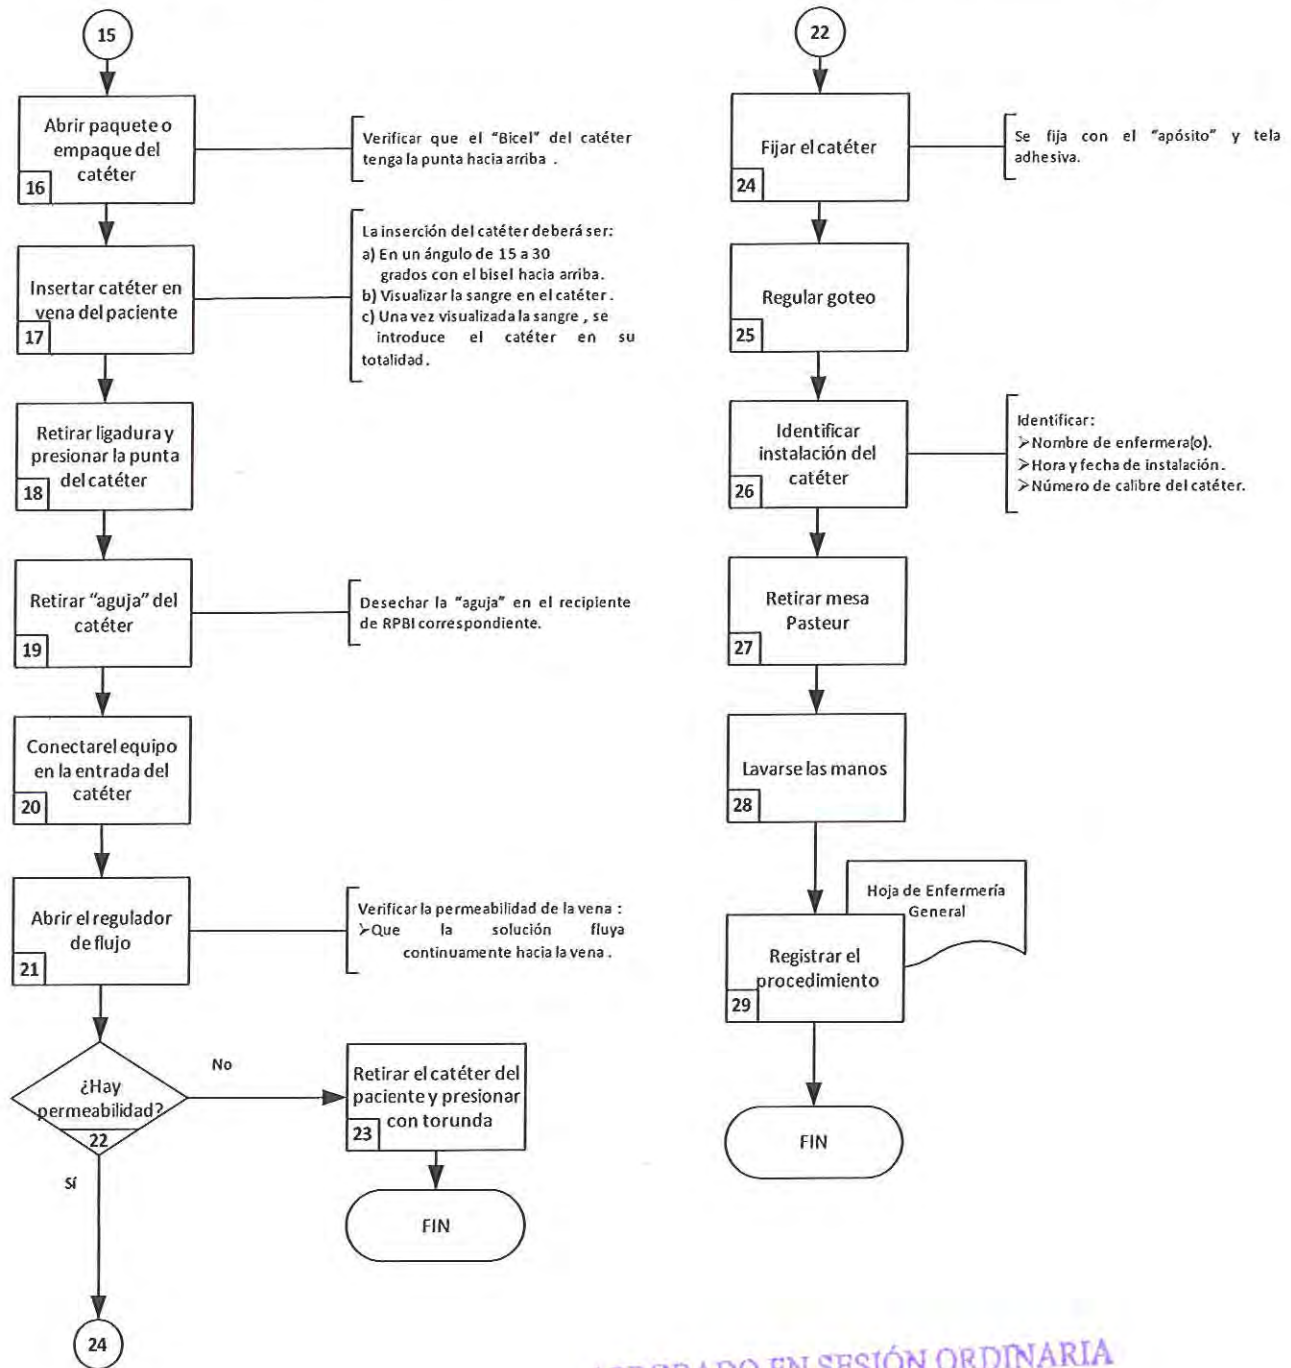 15
Abrir paquete o
empaque del
catéter
16
Verificar que el "Bicel" del catéter
tenga la punta hacia arriba .
Insertar catéter en
vena del paciente
17
La inserción del catéter deberá ser:
a) En un ángulo de 15 a 30
grados con el bisel hacia arriba.
b) Visualizar la sangre en el catéter .
c) Una vez visualizada la sangre , se
introduce el catéter en su
totalidad .
Retirar ligadura y
presionar la punta
del catéter
18
Retirar "aguja" del
catéter
19
Desechar la "aguja" en el recipiente
de RPBI correspondiente.
Conectarel equipo
en la entrada del
catéter
20
Abrir el regulador
de flujo
21
Verificar la permeabilidad de la vena :
➢Que la solución fluya
continuamente hacia la vena .
¿Hay
permeabilidad?
22
No
Retirar el catéter del
paciente y presionar
con torunda
23
FIN
Sí
24
22
Fijar el catéter
24
Se fija con el "apósito" y tela
adhesiva.
Regular goteo
25
Identificar
instalación del
catéter
26
Identificar:
➢Nombre de enfermera(o).
➢Hora y fecha de instalación .
➢Número de calibre del catéter.
Retirar mesa
Pasteur
27
Lavarse las manos
28
Hoja de Enfermería
General
Registrar el
procedimiento
29
FIN
EN SESIÓN ORDINARIA